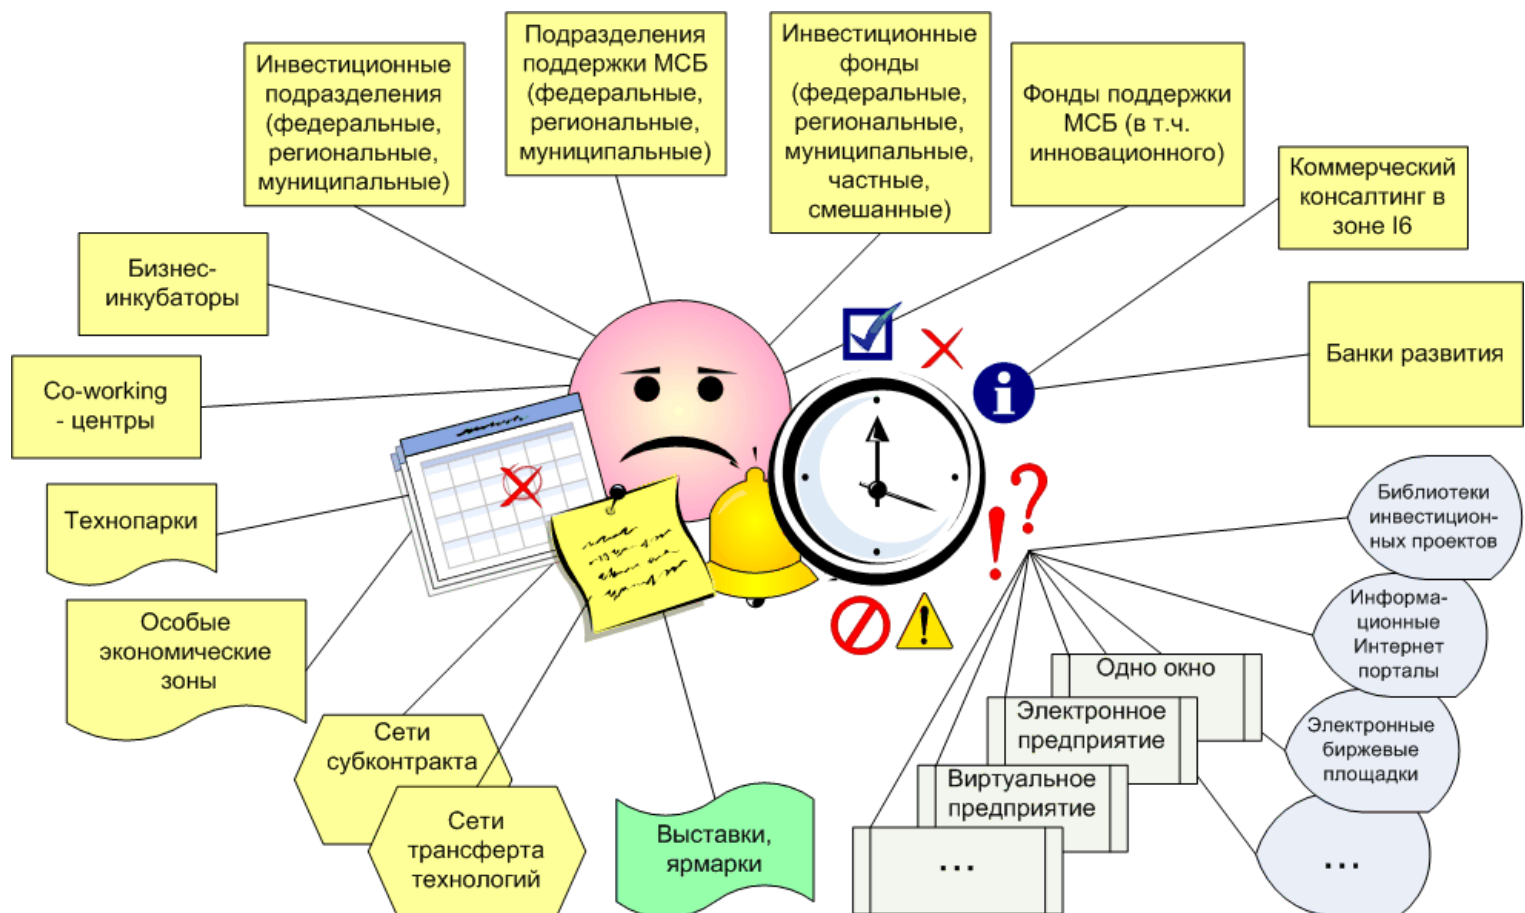 Инвестиционные
подразделения
(федеральные,
региональные,
муниципальные)
Подразделения
поддержки МСБ
(федеральные,
региональные,
муниципальные)
Инвестиционные
фонды
(федеральные,
региональные,
муниципальные,
частные,
смешанные)
Фонды поддержки
МСБ (в т.ч.
инновационного)
Коммерческий
консалтинг в
зоне I6
Бизнес-
инкубаторы
Банки развития
Co-working
- центры
Технопарки
Особые
экономические
зоны
Сети
субконтракта
Сети
трансферта
технологий
Выставки,
ярмарки
Одно окно
Электронное
предприятие
Виртуальное
предприятие
...
Библиотеки
инвестицион-
ных проектов
Информа-
ционные
Интернет
порталы
Электронные
биржевые
площадки
...